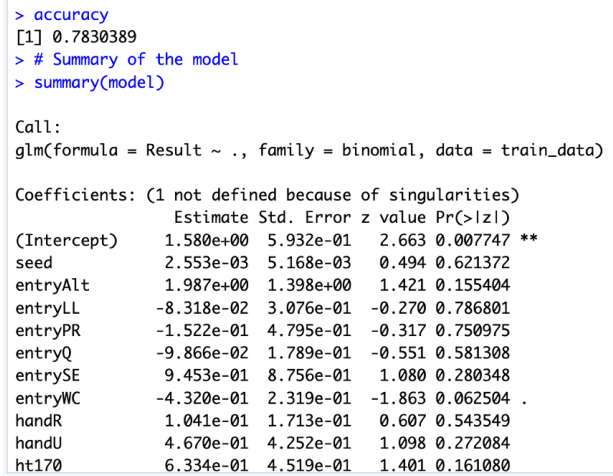 > accuracy
[1] 0.7830389
> # Summary of the model
> summary(model)
Call:
glm(formula = Result ~ ., family = binomial, data = train_data)
Coefficients: (1 not defined because of singularities)
Estimate Std. Error z value Pr(>|z|)
(Intercept) 1.580e+00 5.932e-01 2.663 0.007747 **
seed 2.553e-03 5.168e-03 0.494 0.621372
entryAlt 1.987e+00 1.398e+00 1.421 0.155404
entryLL -8.318e-02 3.076e-01 -0.270 0.786801
entryPR -1.522e-01 4.795e-01 -0.317 0.750975
entryQ -9.866e-02 1.789e-01 -0.551 0.581308
entrySE 9.453e-01 8.756e-01 1.080 0.280348
entryWC -4.320e-01 2.319e-01 -1.863 0.062504 .
handR 1.041e-01 1.713e-01 0.607 0.543549
handU 4.670e-01 4.252e-01 1.098 0.272084
ht170 6.334e-01 4.519e-01 1.401 0.161080